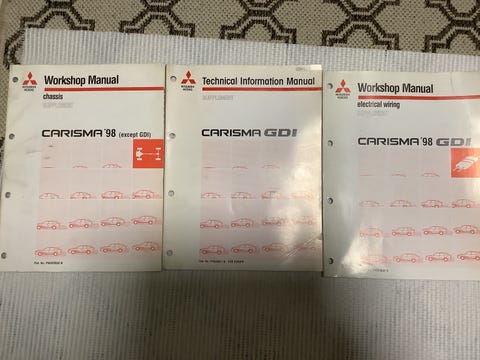 MITSUBISHI
MOTORS
Workshop Manual
chassis
SUPPLEMENT
CARISMA '98 (except GDI)
MITSUBISHI
MOTORS
Technical Information Manual
SUPPLEMENT
CARISMA GDI
MITSUBISHI
MOTORS
Workshop Manual
electrical wiring
SUPPLEMENT
CARISMA '98 GDI